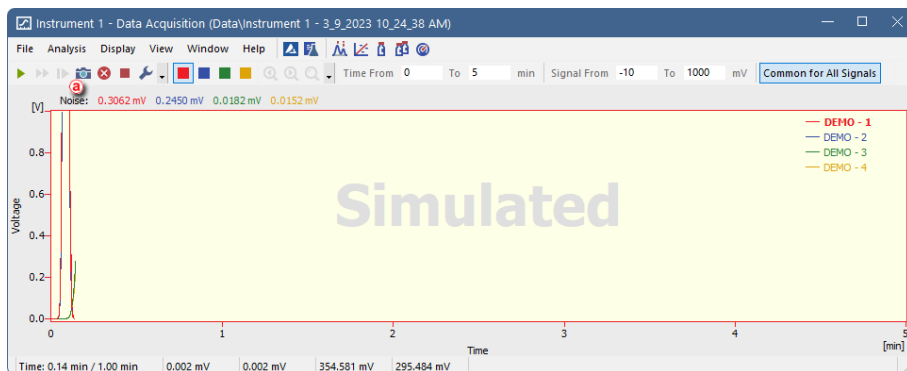 Instrument 1 - Data Acquisition (Data\Instrument 1 - 3_9_2023 10_24_38 AM)
File Analysis Display View Window Help
Time From 0 To 5 min Signal From -10 To 1000 mV Common for All Signals
a
[V] Noise: 0.3062 mV 0.2450 mV 0.0182 mV 0.0152 mV
DEMO - 1
DEMO - 2
DEMO - 3
DEMO - 4
0.8
0.6
0.4
0.2
0.0
Voltage
Simulated
0 1 2 3 4 5
Time [min]
Time: 0.14 min / 1.00 min 0.002 mV 0.002 mV 354.581 mV 295.484 mV